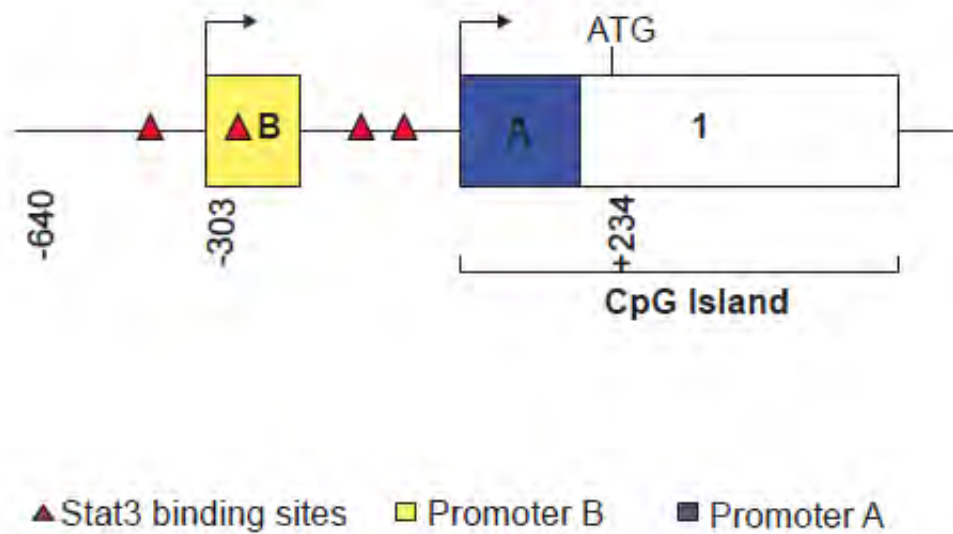 ATG
B
A
1
-640
-303
+234
CpG Island
Stat3 binding sites
Promoter B
Promoter A